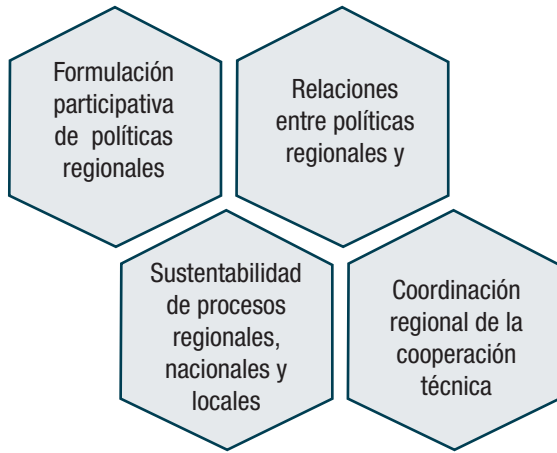 Formulación
participativa
de políticas
regionales
Relaciones
entre políticas
regionales y
Sustentabilidad
de procesos
regionales,
nacionales y
locales
Coordinación
regional de la
cooperación
técnica